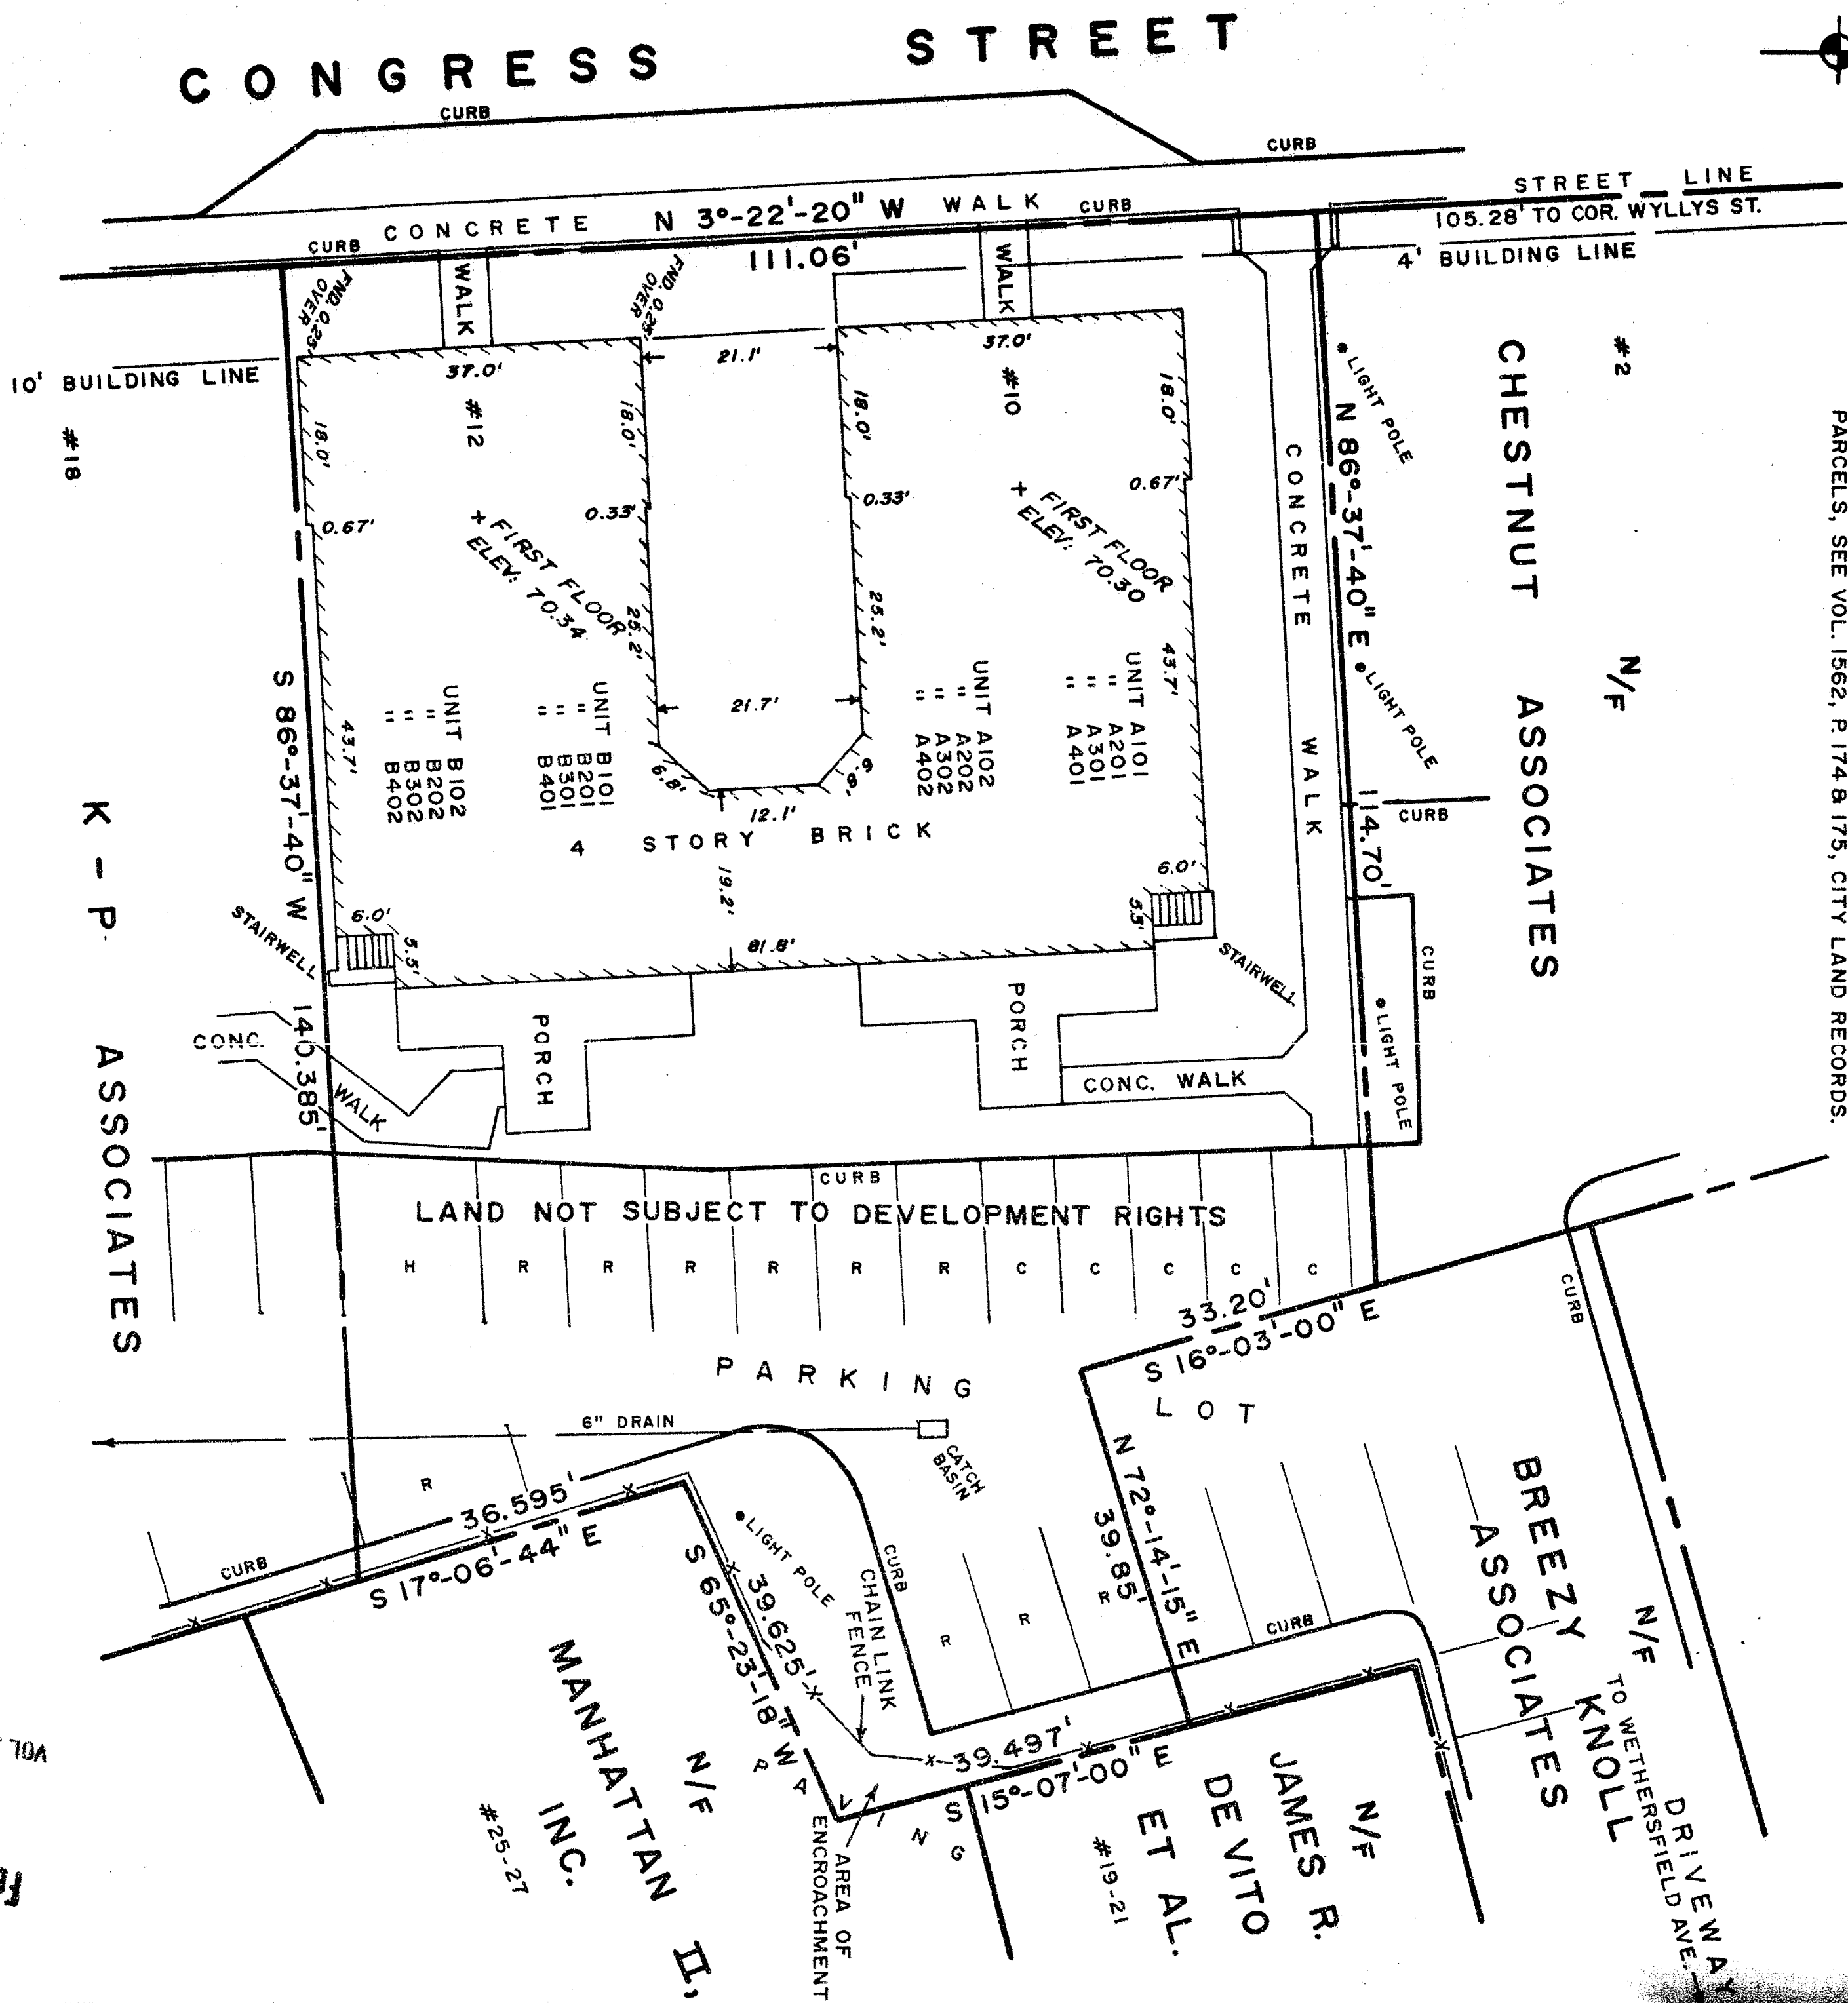 CONGRESS STREET
CURB
CURB
STREET LINE
105.28' TO COR. WYLLYS ST.
4' BUILDING LINE
CONCRETE WALK
N 3°-22'-20" W
111.06'
CURB
CURB
WALK
WALK
FND. 0.25'
OVER
FND. 0.25'
OVER
10' BUILDING LINE
#18
37.0'
#12
21.1'
37.0'
#10
18.0'
18.0'
18.0'
18.0'
0.67'
0.33'
0.33'
0.67'
+ FIRST FLOOR
ELEV: 70.34
+ FIRST FLOOR
ELEV: 70.30
25.2'
25.2'
43.7'
43.7'
21.7'
6.8'
12.1'
UNIT B102
" B202
" B302
" B402
UNIT B101
" B201
" B301
" B401
UNIT A102
" A202
" A302
" A402
UNIT A101
" A201
" A301
" A401
4 STORY BRICK
19.2'
81.8'
6.0'
5.5'
6.0'
5.5'
STAIRWELL
STAIRWELL
PORCH
PORCH
CONC.
WALK
CONC. WALK
CONCRETE WALK
S 86°-37'-40" W
140.385'
K-P ASSOCIATES
N 86°-37'-40" E
114.70'
LIGHT POLE
LIGHT POLE
LIGHT POLE
CURB
CURB
#2
N/F
CHESTNUT ASSOCIATES
PARCELS, SEE VOL. 1562, P. 174 & 175, CITY LAND RECORDS.
CURB
LAND NOT SUBJECT TO DEVELOPMENT RIGHTS
H R R R R R R C C C C C
33.20'
S 16°-03'-00" E
PARKING
LOT
6" DRAIN
CATCH
BASIN
R
36.595'
S 17°-06'-44" E
CURB
LIGHT POLE
39.625'
S 65°-23'-18" W
CHAIN LINK
FENCE
CURB
R
R
R
N 72°-14'-15" E
39.85'
CURB
39.497'
S 15°-07'-00" E
AREA OF
ENCROACHMENT
N/F
MANHATTAN II,
INC.
#25-27
N/F
JAMES R.
DE VITO
ET AL.
#19-21
N/F
BREEZY KNOLL
ASSOCIATES
CURB
DRIVEWAY
TO WETHERSFIELD AVE.
VOL